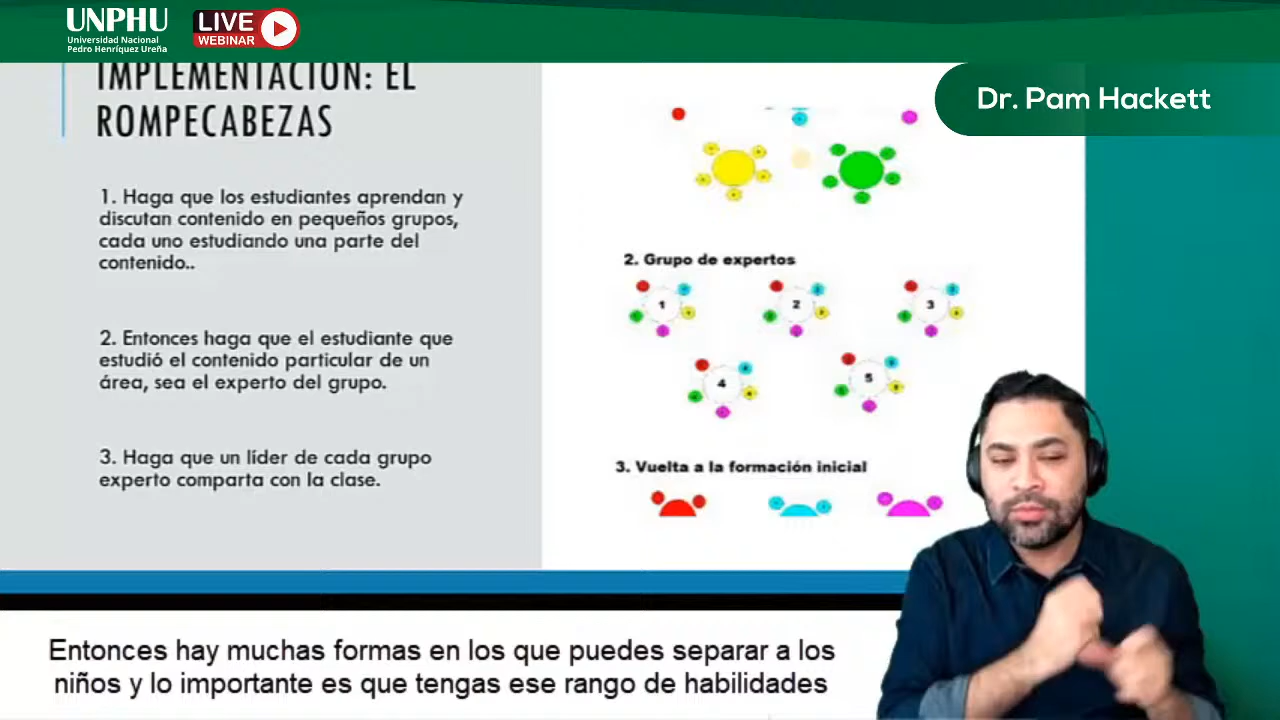 UNPHU
Universidad Nacional
Pedro Henríquez Ureña
LIVE
WEBINAR
Dr. Pam Hackett
IMPLEMENTACIÓN: EL
ROMPECABEZAS
1. Haga que los estudiantes aprendan y
discutan contenido en pequeños grupos,
cada uno estudiando una parte del
contenido..
2. Entonces haga que el estudiante que
estudió el contenido particular de un
área, sea el experto del grupo.
3. Haga que un líder de cada grupo
experto comparta con la clase.
2. Grupo de expertos
1
2
3
4
5
3. Vuelta a la formación inicial
Entonces hay muchas formas en los que puedes separar a los
niños y lo importante es que tengas ese rango de habilidades